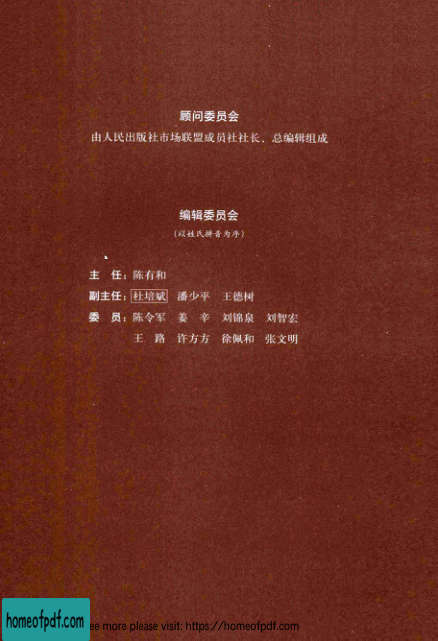 顾问委员会
由人民出版社市场联盟成员社社长、总编辑组成
编辑委员会
(以姓氏拼音为序)
主 任: 陈有和
副主任: 杜培斌 潘少平 王德树
委 员: 陈令军 姜 辛 刘锦泉 刘智宏
王 路 许方方 徐佩和 张文明
homeofpdf.com
ee more please visit: https://homeofpdf.com